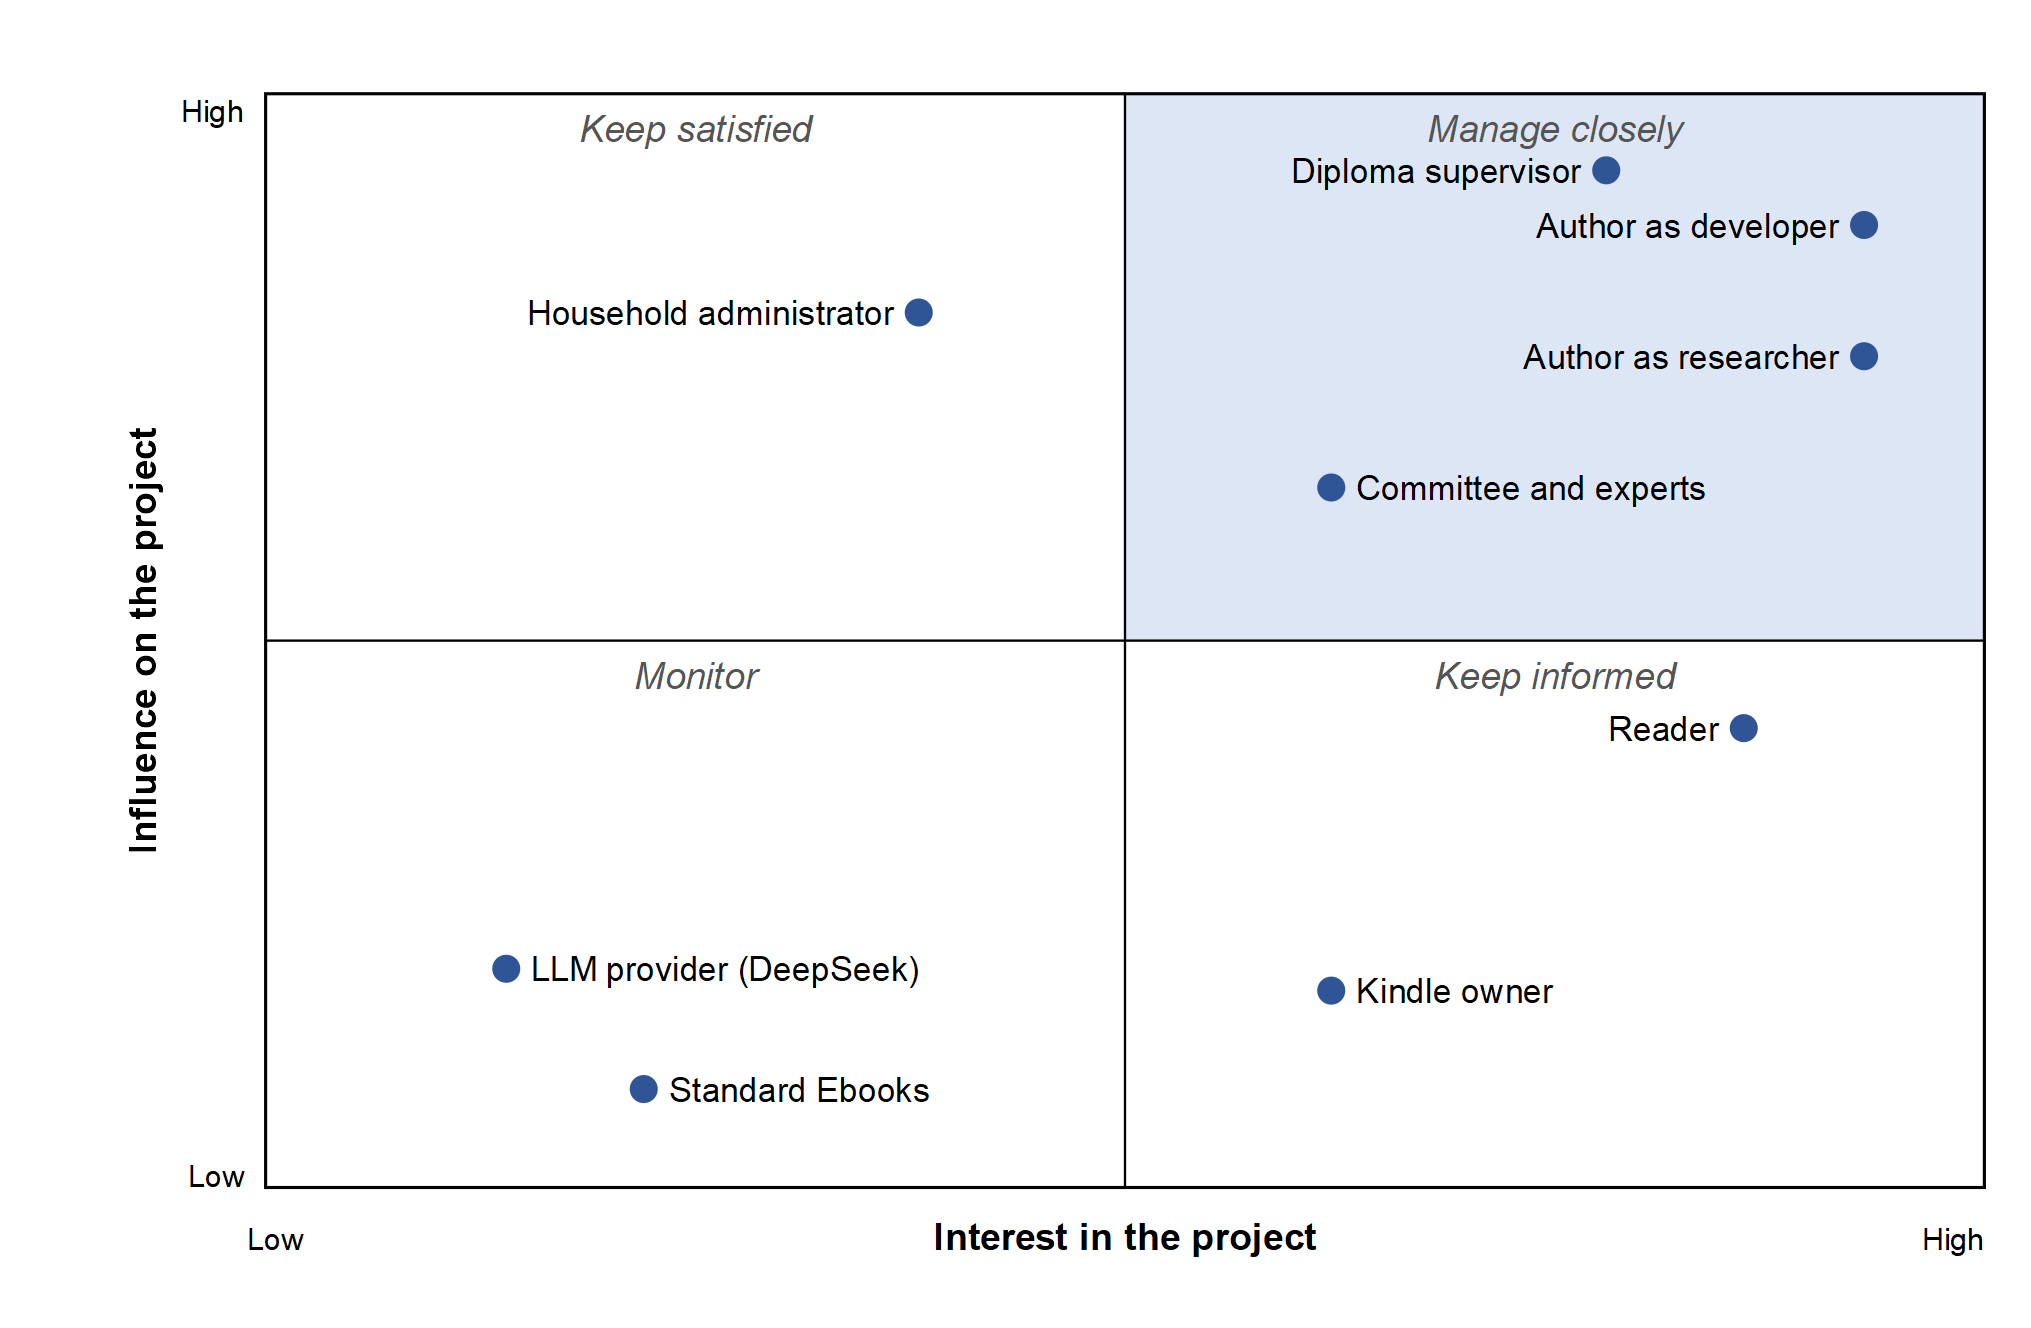 High
Keep satisfied
Manage closely
Diploma supervisor
Author as developer
Household administrator
Author as researcher
Committee and experts
Influence on the project
Monitor
Keep informed
Reader
LLM provider (DeepSeek)
Kindle owner
Standard Ebooks
Low
Low
Interest in the project
High